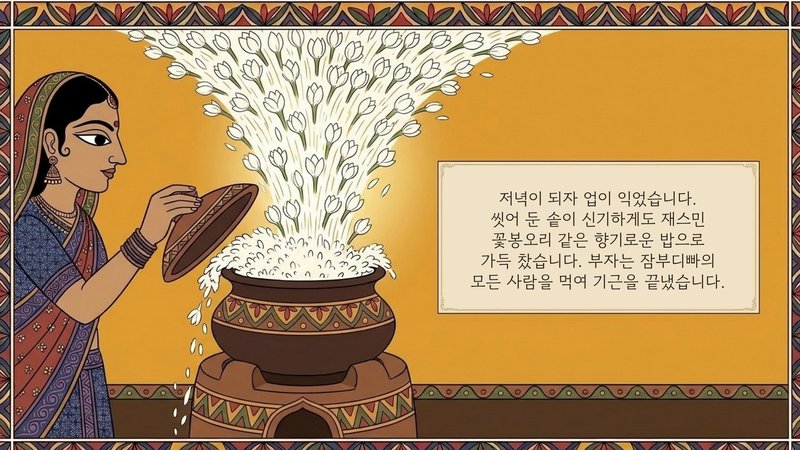 저녁이 되자 업이 익었습니다.
씻어 둔 솥이 신기하게도 재스민
꽃봉오리 같은 향기로운 밥으로
가득 찼습니다. 부자는 잠부디빠의
모든 사람을 먹여 기근을 끝냈습니다.